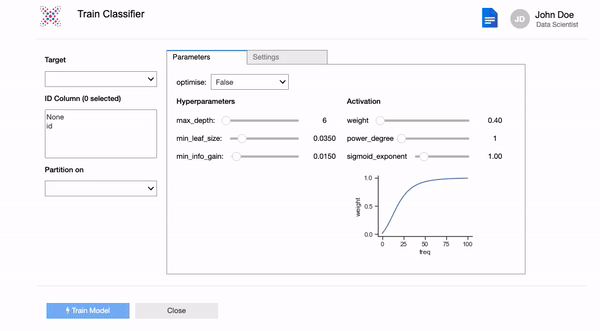 Train Classifier
JD
John Doe
Data Scientist
Target
ID Column (0 selected)
None
id
Partition on
Parameters
Settings
optimise: False
Hyperparameters
max_depth: 6
min_leaf_size: 0.0350
min_info_gain: 0.0150
Activation
weight 0.40
power_degree 1
sigmoid_exponent 1.00
1.0
0.5
0.0
weight
0 25 50 75 100
freq
Train Model
Close